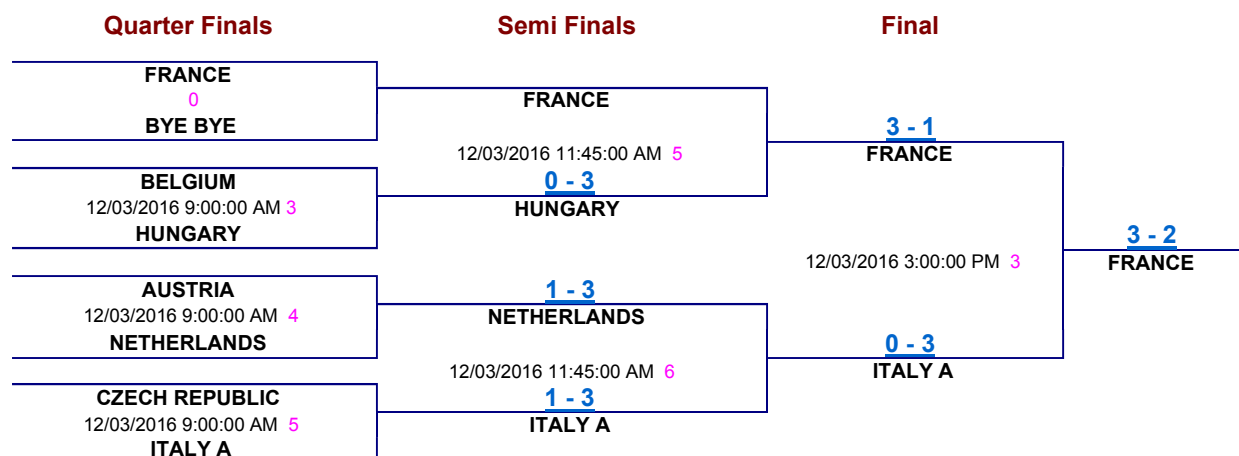 Quarter Finals
Semi Finals
Final
FRANCE
0
BYE BYE
BELGIUM
12/03/2016 9:00:00 AM 3
HUNGARY
AUSTRIA
12/03/2016 9:00:00 AM 4
NETHERLANDS
CZECH REPUBLIC
12/03/2016 9:00:00 AM 5
ITALY A
FRANCE
12/03/2016 11:45:00 AM 5
0 - 3
HUNGARY
1 - 3
NETHERLANDS
12/03/2016 11:45:00 AM 6
1 - 3
ITALY A
3 - 1
FRANCE
12/03/2016 3:00:00 PM 3
0 - 3
ITALY A
3 - 2
FRANCE